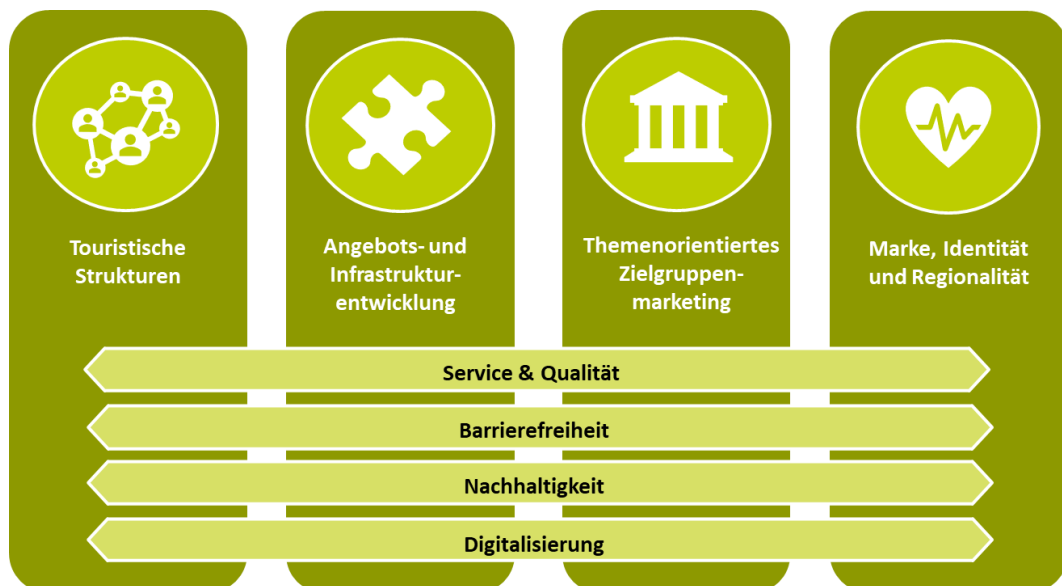 Touristische
Strukturen
Angebots- und
Infrastruktur-
entwicklung
Themenorientiertes
Zielgruppen-
marketing
Marke, Identität
und Regionalität
Service & Qualität
Barrierefreiheit
Nachhaltigkeit
Digitalisierung